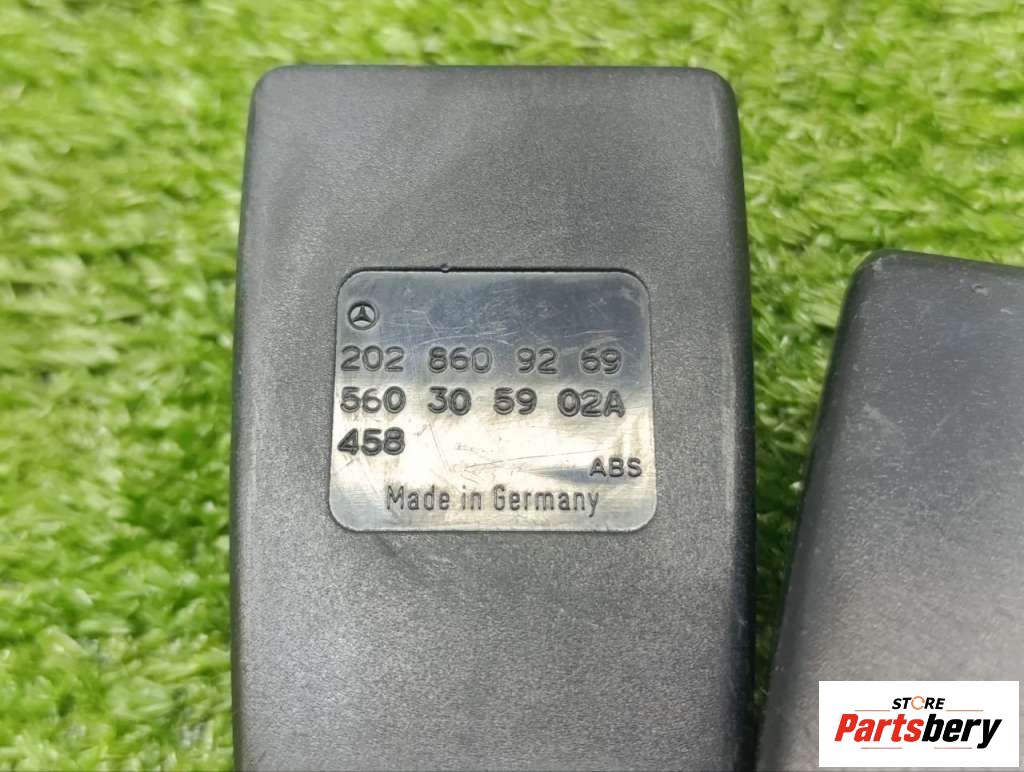 202 860 92 69
560 30 59 02A
458
ABS
Made in Germany
STORE
Partsbery